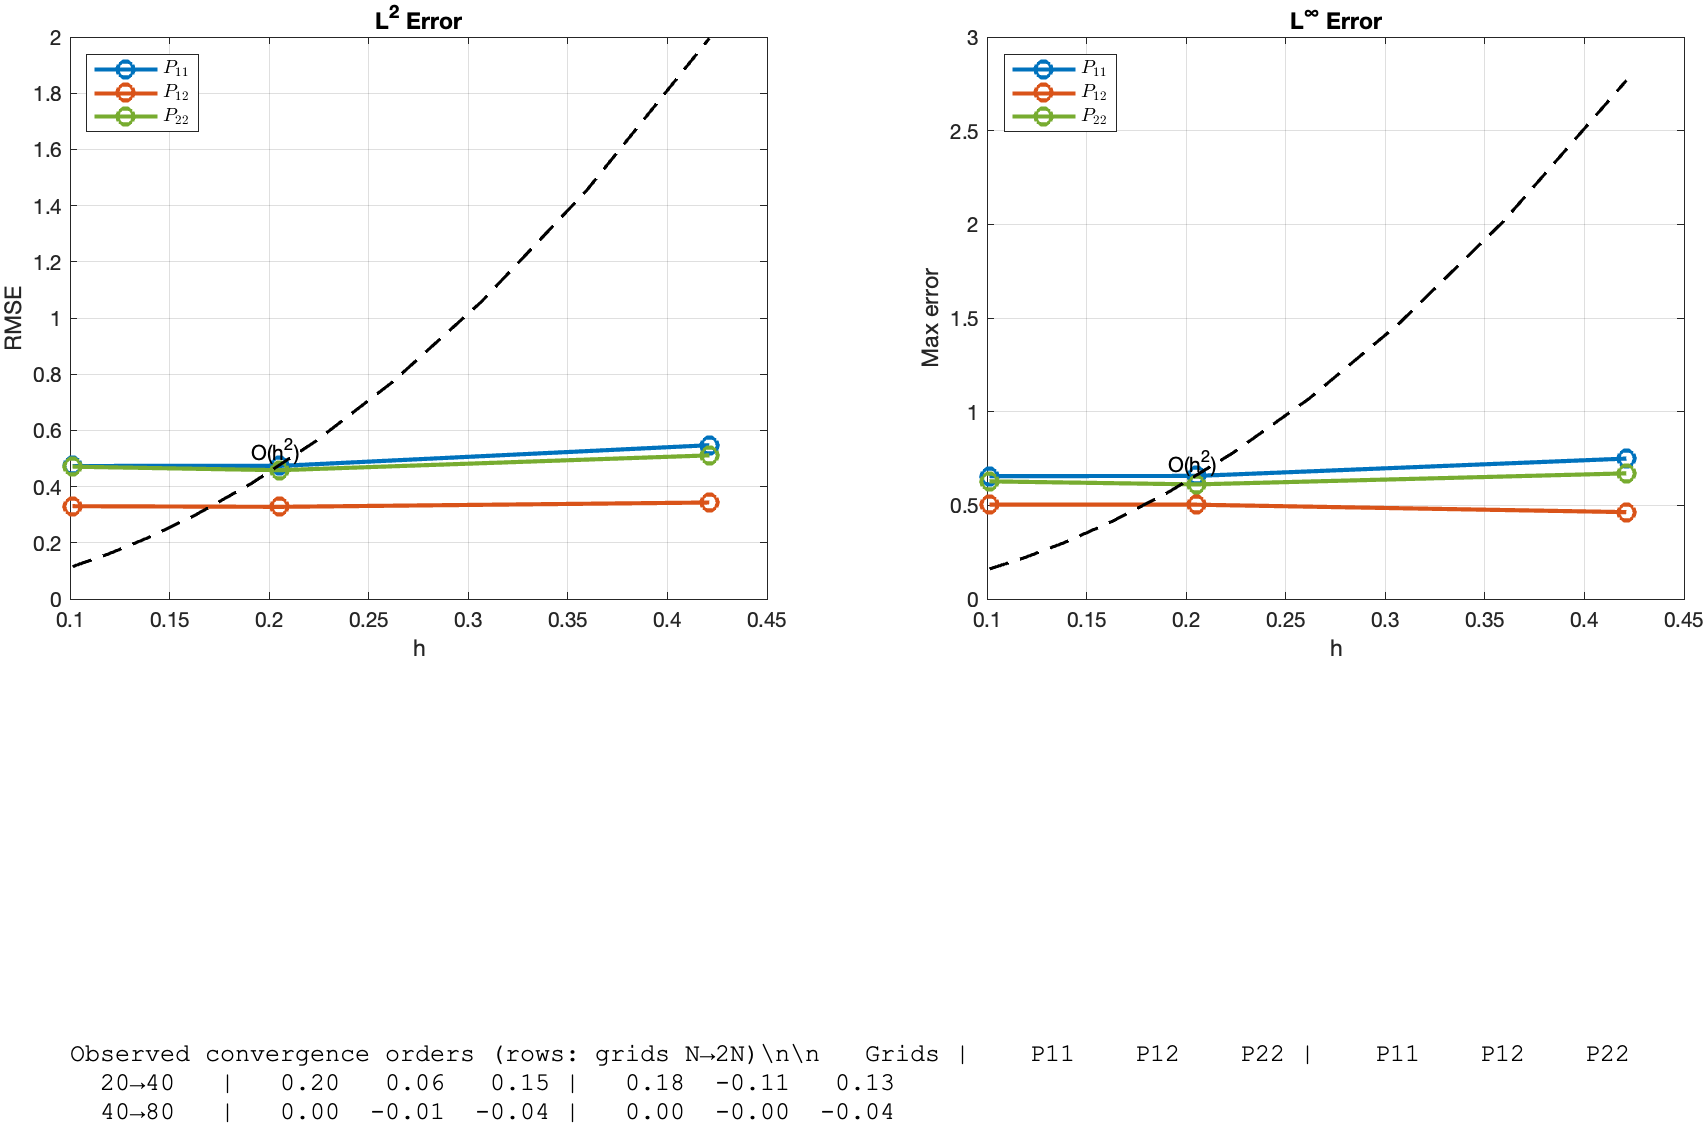 L² Error
P₁₁
P₁₂
P₂₂
2
1.8
1.6
1.4
1.2
1
0.8
0.6
0.4
0.2
0
RMSE
O(h²)
0.1 0.15 0.2 0.25 0.3 0.35 0.4 0.45
h
L∞ Error
P₁₁
P₁₂
P₂₂
3
2.5
2
1.5
1
0.5
0
Max error
O(h²)
0.1 0.15 0.2 0.25 0.3 0.35 0.4 0.45
h
Observed convergence orders (rows: grids N→2N)\n\n Grids | P11 P12 P22 | P11 P12 P22
20→40 | 0.20 0.06 0.15 | 0.18 -0.11 0.13
40→80 | 0.00 -0.01 -0.04 | 0.00 -0.00 -0.04